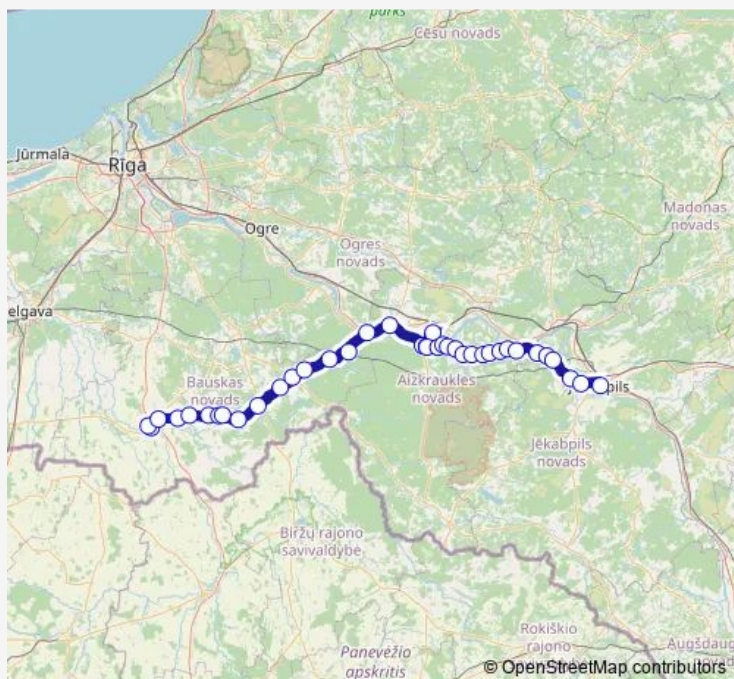 parks
Cēsu novads
Jūrmala
Rīga
Madonas
novads
Ogre
Ogres
novads
elgava
Bauskas
novads
Aizkraukles
novads
pils
Jēkabpils
novads
Biržų rajono
savivaldybė
Rokiškio
rajono
Augšdaug
nova
Panevėžio
apskritis
© OpenStreetMap contributors